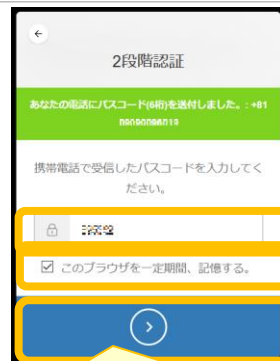 2段階認証
あなたの電話にパスコード(6桁)を送付しました。: +81
携帯電話で受信したパスコードを入力してく
ださい。
このブラウザを一定期間、記憶する。